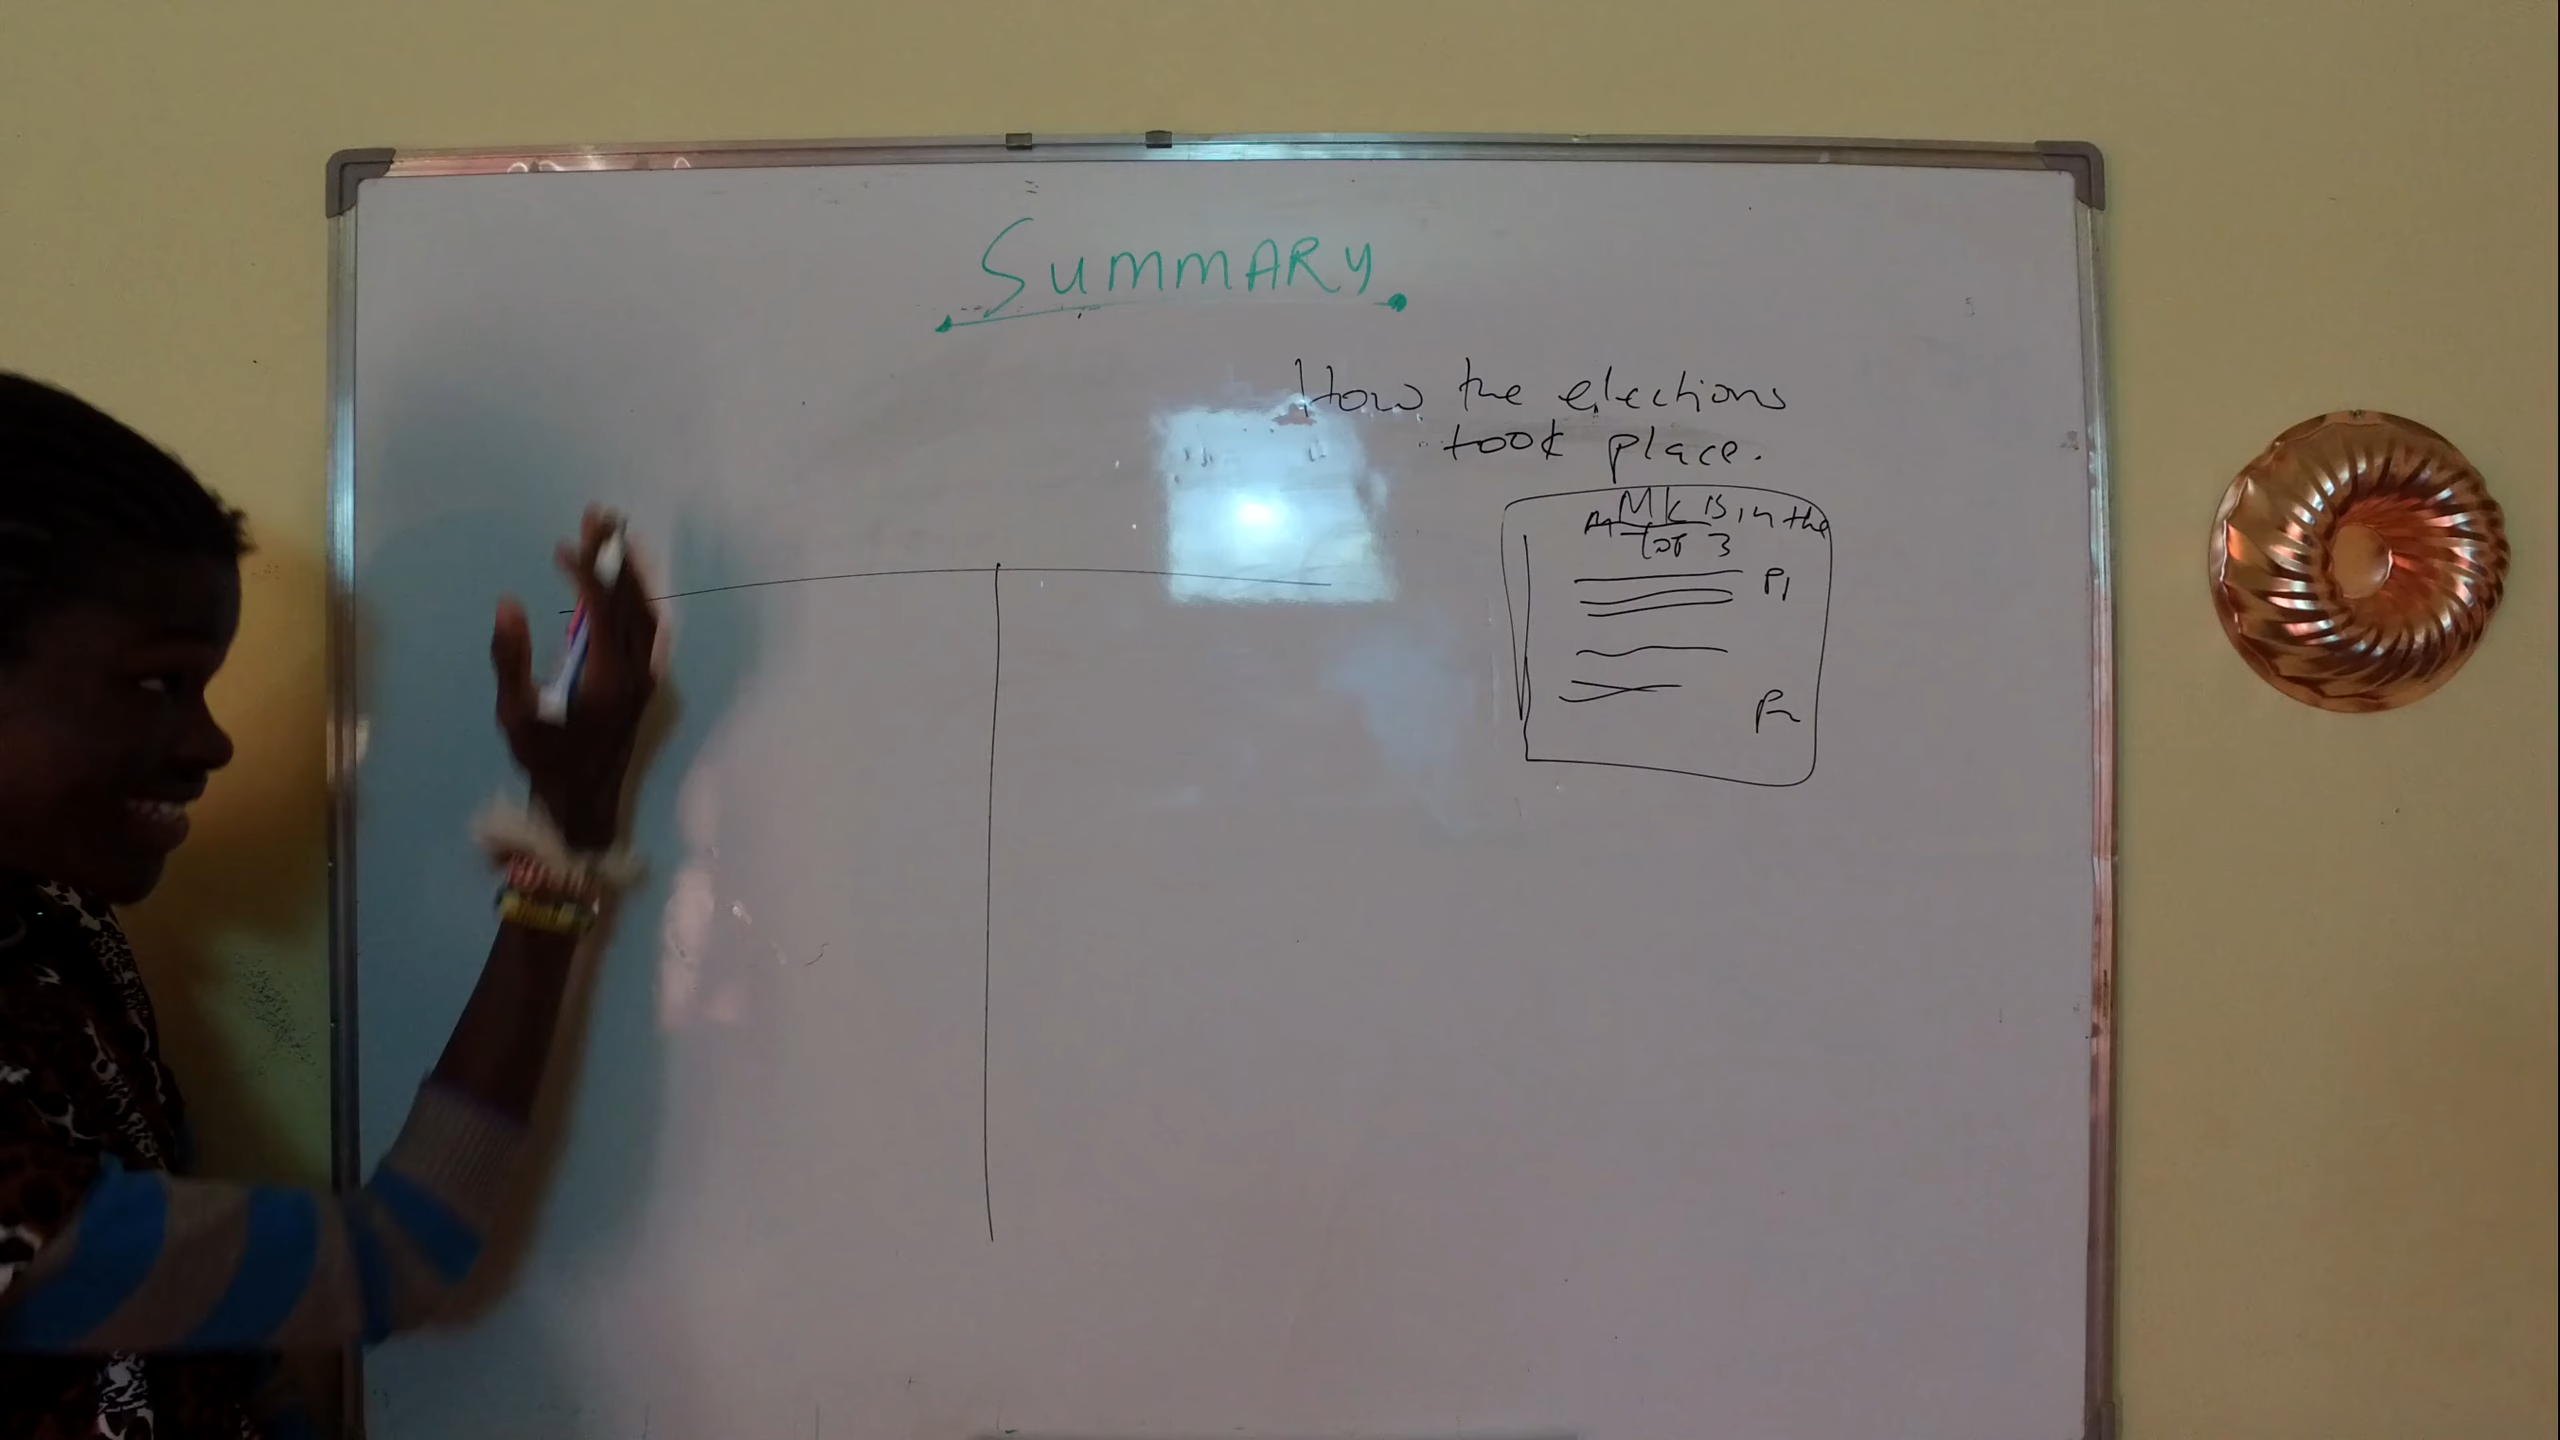 SUMMARY
How the elections
took place.
MK is in the
top 3
P1